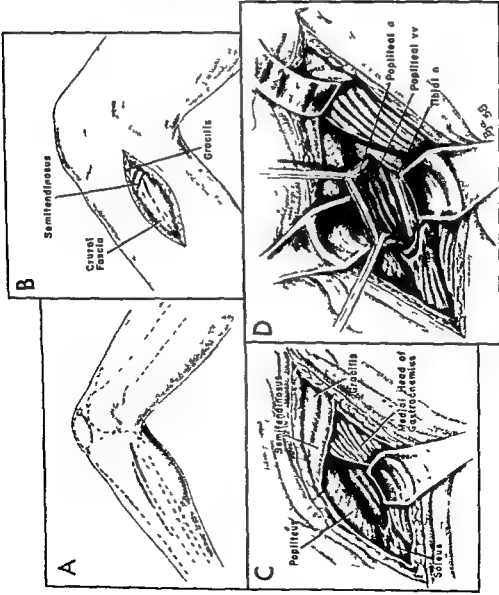 A
B
Semitendinosus
Gracilis
Crural
Fascia
C
Popliteus
Semitendinosus
Gracilis
Medial Head of
Gastrocnemius
Soleus
D
Popliteal a
Popliteal vv
Tibial n